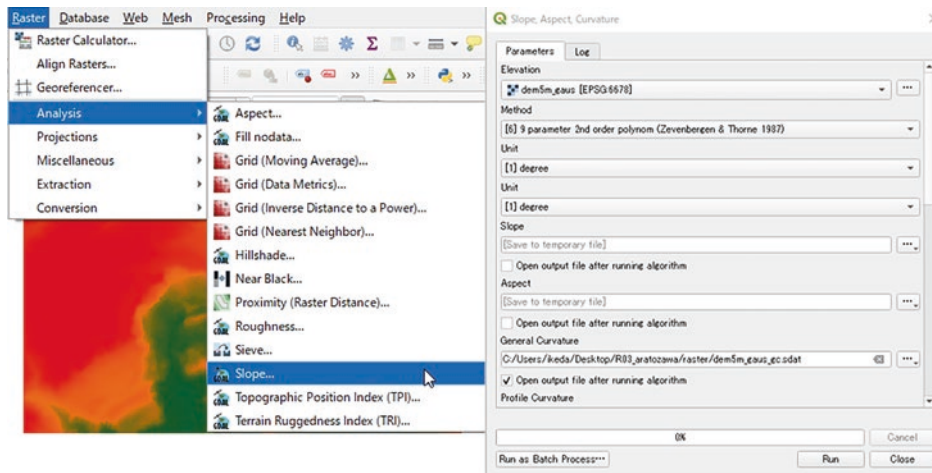 Raster Database Web Mesh Processing Help
Raster Calculator...
Align Rasters...
Georeferencer...
Analysis
Projections
Miscellaneous
Extraction
Conversion
Aspect...
Fill nodata...
Grid (Moving Average)...
Grid (Data Metrics)...
Grid (Inverse Distance to a Power)...
Grid (Nearest Neighbor)...
Hillshade...
Near Black...
Proximity (Raster Distance)...
Roughness...
Sieve...
Slope...
Topographic Position Index (TPI)...
Terrain Ruggedness Index (TRI)...
Slope, Aspect, Curvature
Parameters Log
Elevation
dem5m_gaus [EPSG:6678]
Method
[6] 9 parameter 2nd order polynom (Zevenbergen & Thorne 1987)
Unit
[1] degree
Unit
[1] degree
Slope
[Save to temporary file]
Open output file after running algorithm
Aspect
[Save to temporary file]
Open output file after running algorithm
General Curvature
C:/Users/ikeda/Desktop/R03_aratozawa/raster/dem5m_gaus_gc.sdat
Open output file after running algorithm
Profile Curvature
0%
Cancel
Run as Batch Process… Run Close